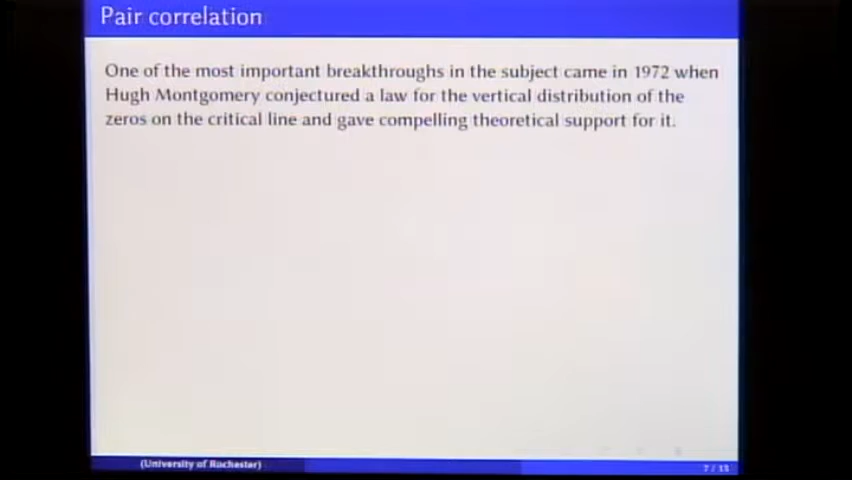 Pair correlation
One of the most important breakthroughs in the subject came in 1972 when
Hugh Montgomery conjectured a law for the vertical distribution of the
zeros on the critical line and gave compelling theoretical support for it.
(University of Rochester)
7 / 13